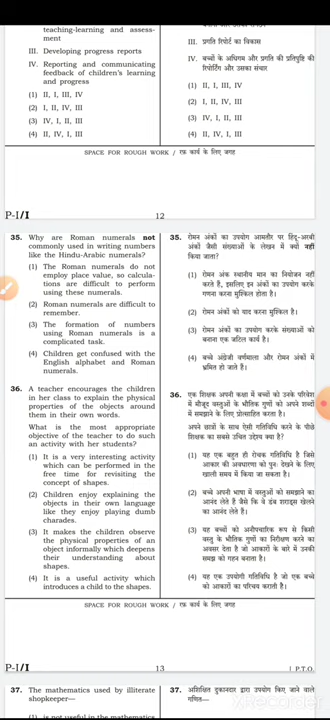 teaching-learning and assess-
ment
III. Developing progress reports
IV. Reporting and communicating
feedback of children's learning
and progress
(1) II, I, III, IV
(2) I, II, IV, III
(3) IV, I, II, III
(4) II, IV, I, III
III. प्रगति रिपोर्ट का विकास
IV. बच्चों के अधिगम और प्रगति की प्रतिपुष्टि की
रिपोर्टिंग और उसका संचार
(1) II, I, III, IV
(2) I, II, IV, III
(3) IV, I, II, III
(4) II, IV, I, III
SPACE FOR ROUGH WORK / रफ़ कार्य के लिए जगह
P-I/I
12
35. Why are Roman numerals not
commonly used in writing numbers
like the Hindu-Arabic numerals?
(1) The Roman numerals do not
employ place value, so calcula-
tions are difficult to perform
using these numerals.
(2) Roman numerals are difficult to
remember.
(3) The formation of numbers
using Roman numerals is a
complicated task.
(4) Children get confused with the
English alphabet and Roman
numerals.
36. A teacher encourages the children
in her class to explain the physical
properties of the objects around
them in their own words.
What is the most appropriate
objective of the teacher to do such
an activity with her students?
(1) It is a very interesting activity
which can be performed in the
free time for revisiting the
concept of shapes.
(2) Children enjoy explaining the
objects in their own language
like they enjoy playing dumb
charades.
(3) It makes the children observe
the physical properties of an
object informally which deepens
their understanding about
shapes.
(4) It is a useful activity which
introduces a child to the shapes.
35. रोमन अंकों का उपयोग आमतौर पर हिंदू-अरबी
अंकों जैसी संख्याओं के लेखन में क्यों नहीं
किया जाता?
(1) रोमन अंक स्थानीय मान का नियोजन नहीं
करते हैं, इसलिए इन अंकों का उपयोग करके
गणना करना मुश्किल होता है।
(2) रोमन अंकों को याद करना मुश्किल है।
(3) रोमन अंकों का उपयोग करके संख्याओं को
बनाना एक जटिल कार्य है।
(4) बच्चे अंग्रेजी वर्णमाला और रोमन अंकों में
भ्रमित हो जाते हैं।
36. एक शिक्षक अपनी कक्षा में बच्चों को उनके परिवेश
में मौजूद वस्तुओं के भौतिक गुणों को अपने शब्दों
में समझाने के लिए प्रोत्साहित करता है।
अपने छात्रों के साथ ऐसी गतिविधि करने के पीछे
शिक्षक का सबसे उचित उद्देश्य क्या है?
(1) यह एक बहुत ही रोचक गतिविधि है जिसे
आकार की अवधारणा को पुनः देखने के लिए
खाली समय में किया जा सकता है।
(2) बच्चे अपनी भाषा में वस्तुओं को समझाने का
आनंद लेते हैं जैसे कि वे डंब शराड्स खेलने
का आनंद लेते हैं।
(3) यह बच्चों को अनौपचारिक रूप से किसी
वस्तु के भौतिक गुणों का निरीक्षण करने का
अवसर देता है जो आकारों के बारे में उनकी
समझ को गहन बनाता है।
(4) यह एक उपयोगी गतिविधि है जो एक बच्चे
को आकारों का परिचय कराती है।
SPACE FOR ROUGH WORK / रफ़ कार्य के लिए जगह
P-I/I
13
[ P.T.O.
37. The mathematics used by illiterate
shopkeeper—
37. अशिक्षित दुकानदार द्वारा उपयोग किए जाने वाले
गणित—
(1) is not useful in the mathematics